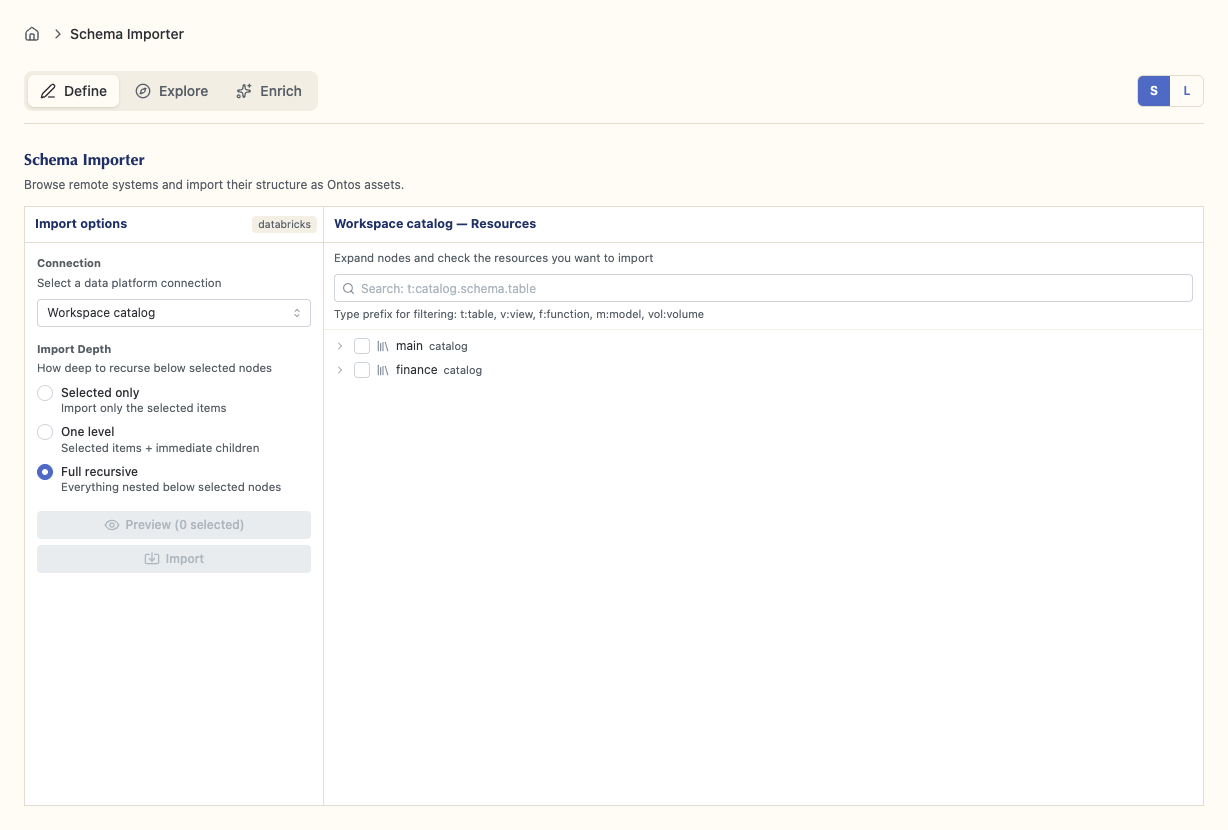 Schema Importer
Define
Explore
Enrich
S
L
Schema Importer
Browse remote systems and import their structure as Ontos assets.
Import options
databricks
Connection
Select a data platform connection
Workspace catalog
Import Depth
How deep to recurse below selected nodes
Selected only
Import only the selected items
One level
Selected items + immediate children
Full recursive
Everything nested below selected nodes
Preview (0 selected)
Import
Workspace catalog — Resources
Expand nodes and check the resources you want to import
Search: t:catalog.schema.table
Type prefix for filtering: t:table, v:view, f:function, m:model, vol:volume
main catalog
finance catalog